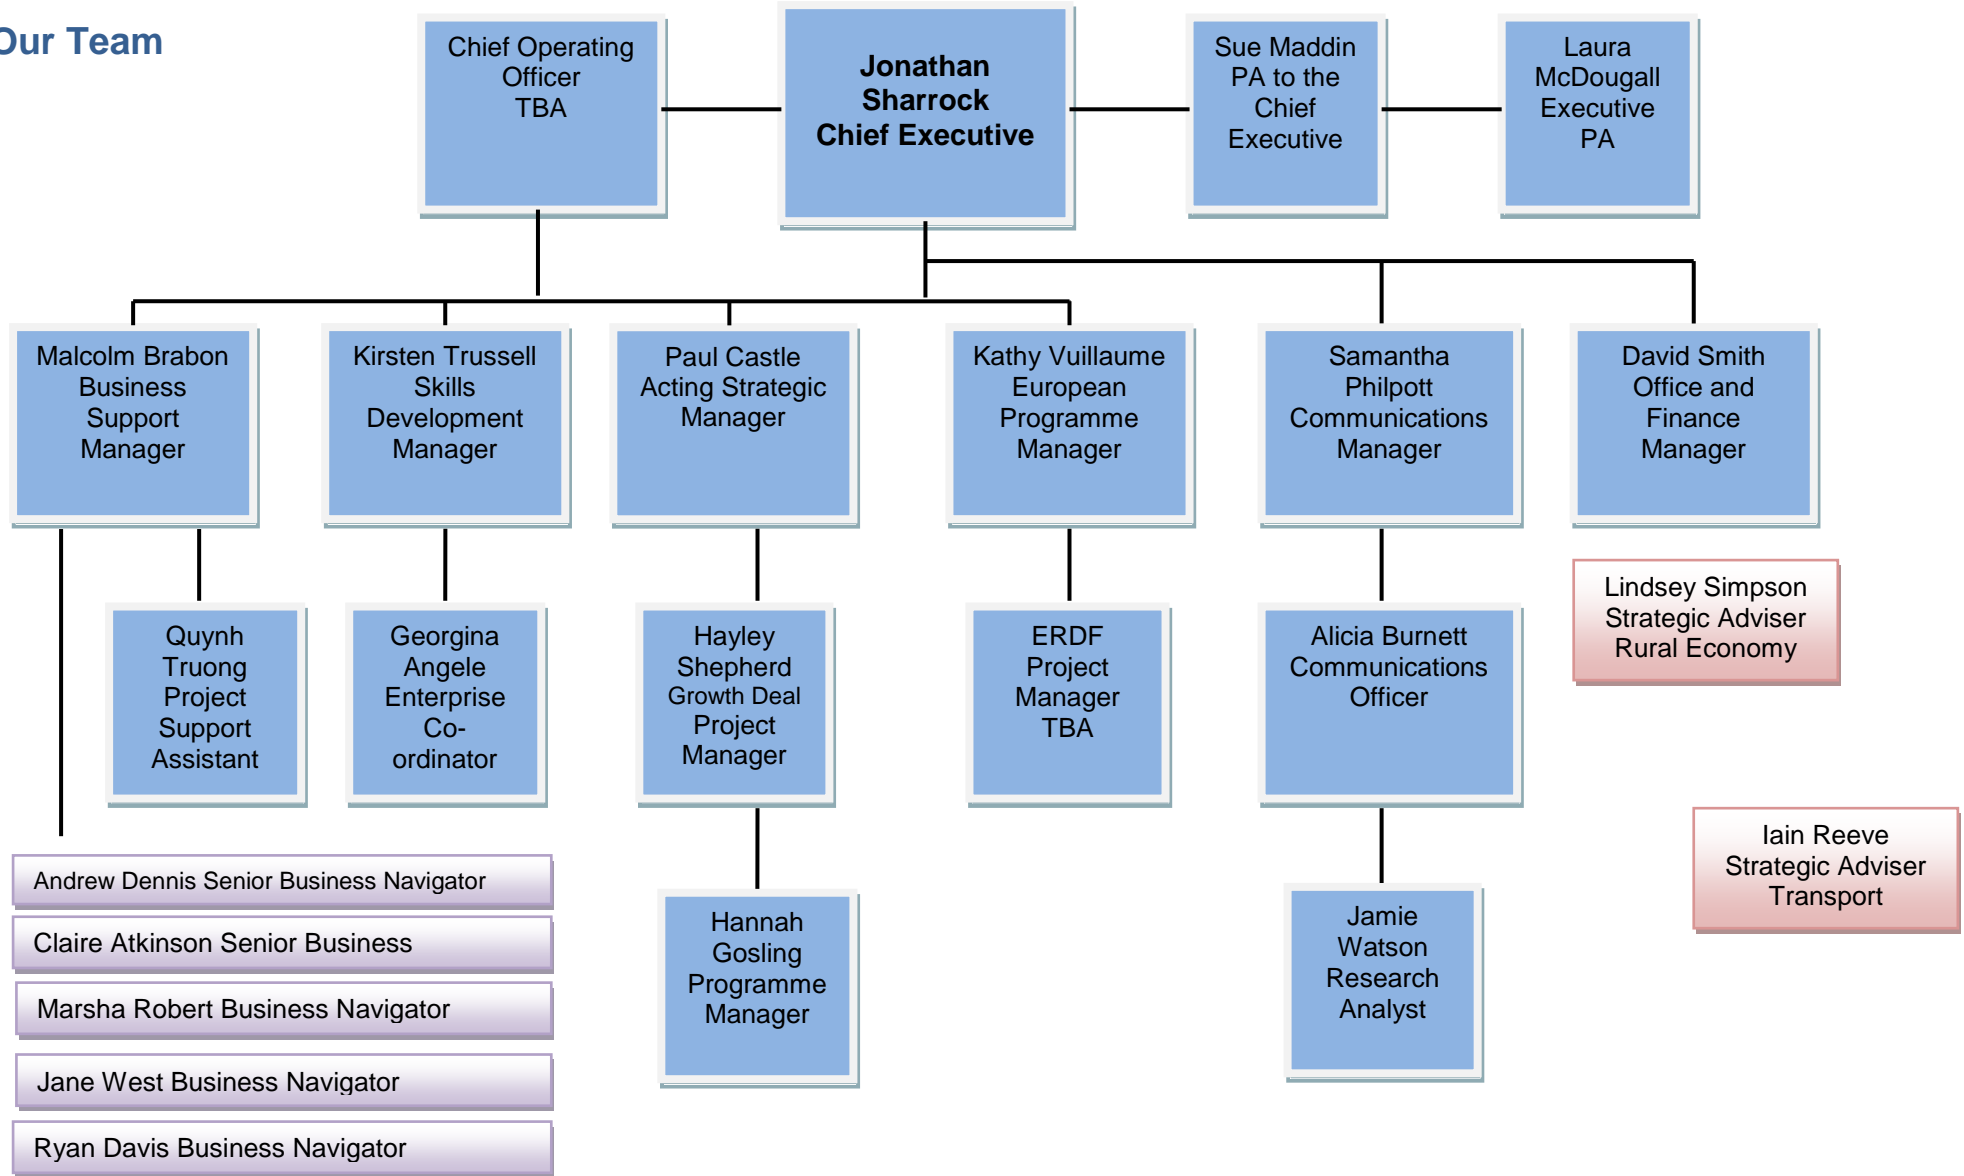 Our Team
Chief Operating
Officer
TBA
Jonathan
Sharrock
Chief Executive
Sue Maddin
PA to the
Chief
Executive
Laura
McDougall
Executive
PA
Malcolm Brabon
Business
Support
Manager
Kirsten Trussell
Skills
Development
Manager
Paul Castle
Acting Strategic
Manager
Kathy Vuillaume
European
Programme
Manager
Samantha
Philpott
Communications
Manager
David Smith
Office and
Finance
Manager
Lindsey Simpson
Strategic Adviser
Rural Economy
Quynh
Truong
Project
Support
Assistant
Georgina
Angele
Enterprise
Co-
ordinator
Hayley
Shepherd
Growth Deal
Project
Manager
ERDF
Project
Manager
TBA
Alicia Burnett
Communications
Officer
Iain Reeve
Strategic Adviser
Transport
Andrew Dennis Senior Business Navigator
Claire Atkinson Senior Business
Marsha Robert Business Navigator
Jane West Business Navigator
Ryan Davis Business Navigator
Hannah
Gosling
Programme
Manager
Jamie
Watson
Research
Analyst